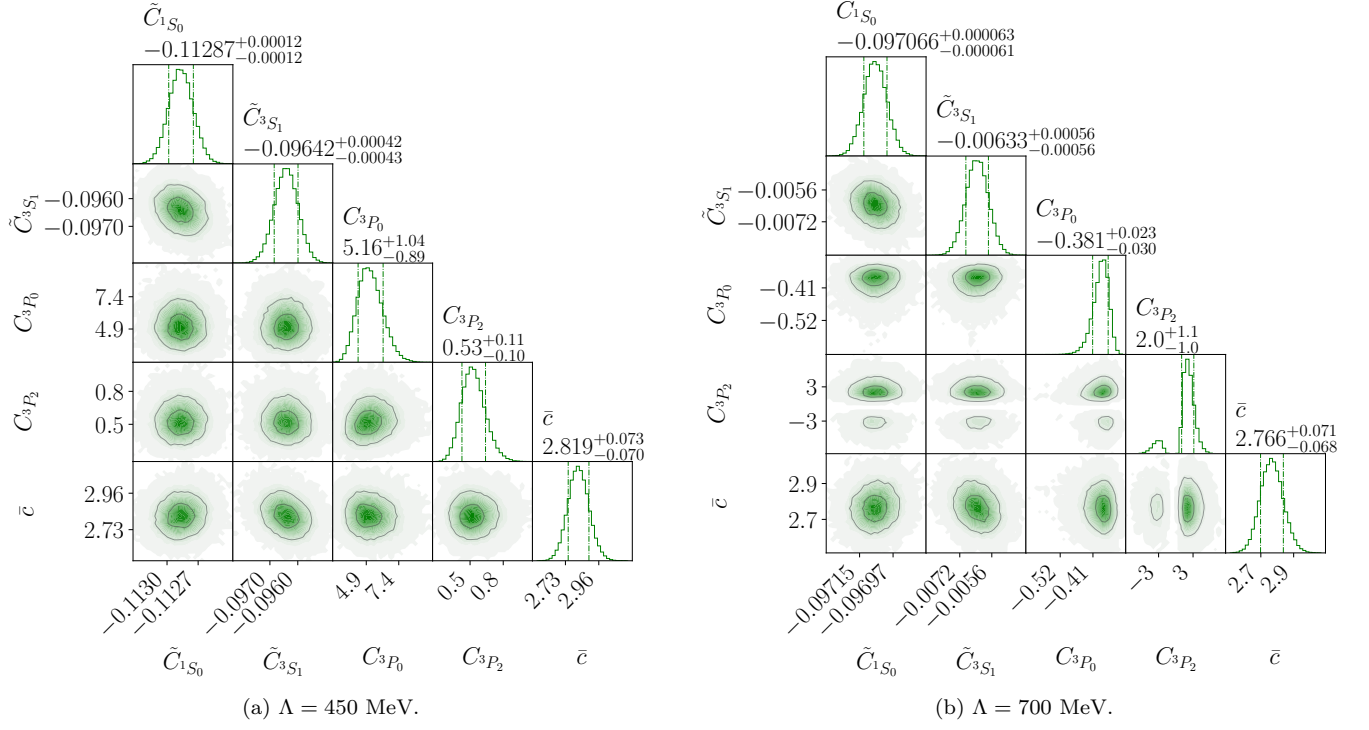 C̃₁S₀
−0.11287⁺⁰·⁰⁰⁰¹²₋₀.₀₀₀₁₂
C̃³S₁
−0.09642⁺⁰·⁰⁰⁰⁴²₋₀.₀₀₀₄₃
C³P₀
5.16⁺¹·⁰⁴₋₀.₈₉
C³P₂
0.53⁺⁰·¹¹₋₀.₁₀
c̄
2.819⁺⁰·⁰⁷³₋₀.₀₇₀
C̃³S₁
−0.0960
−0.0970
C³P₀
7.4
4.9
C³P₂
0.8
0.5
c̄
2.96
2.73
−0.1130
−0.1127
−0.0970
−0.0960
4.9
7.4
0.5
0.8
2.73
2.96
C̃¹S₀
C̃³S₁
C³P₀
C³P₂
c̄
(a) Λ = 450 MeV.
C̃¹S₀
−0.097066⁺⁰·⁰⁰⁰⁰⁶³₋₀.₀₀₀₀₆₁
C̃³S₁
−0.00633⁺⁰·⁰⁰⁰⁵⁶₋₀.₀₀₀₅₆
C³P₀
−0.381⁺⁰·⁰²³₋₀.₀₃₀
C³P₂
2.0⁺¹·¹₋₁.₀
c̄
2.766⁺⁰·⁰⁷¹₋₀.₀₆₈
C̃³S₁
−0.0056
−0.0072
C³P₀
−0.41
−0.52
C³P₂
3
−3
c̄
2.9
2.7
−0.09715
−0.09697
−0.0072
−0.0056
−0.52
−0.41
−3
3
2.7
2.9
C̃¹S₀
C̃³S₁
C³P₀
C³P₂
c̄
(b) Λ = 700 MeV.